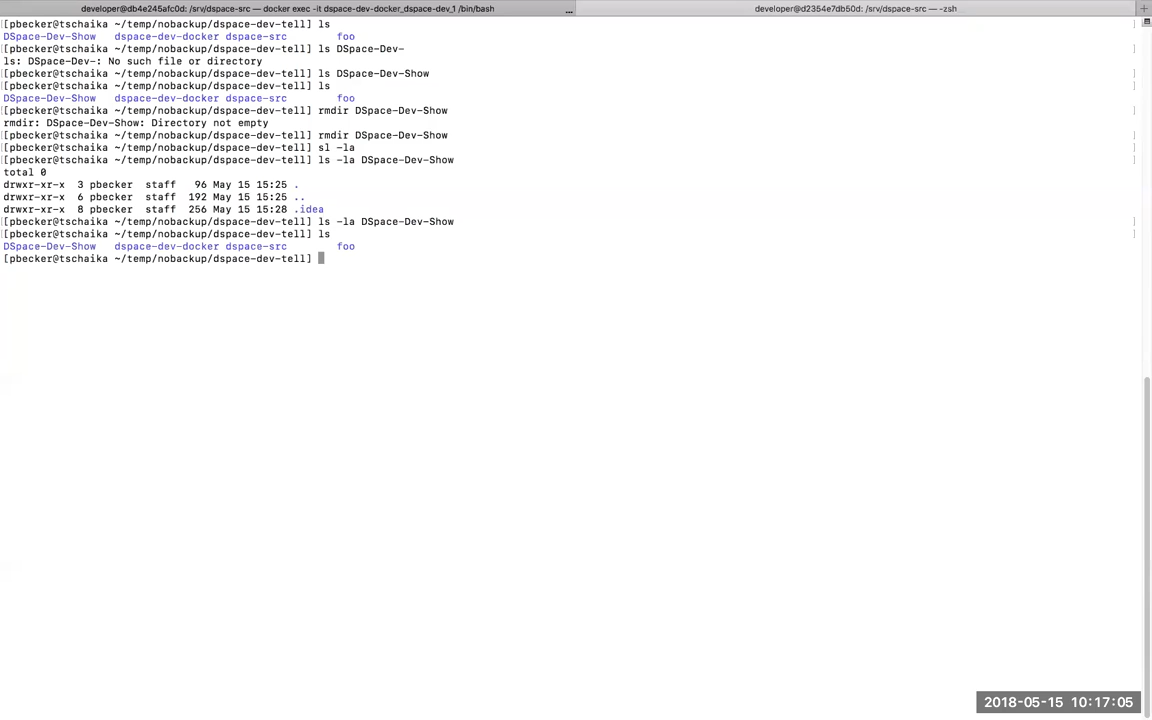 developer@db4e245afc0d: /srv/dspace-src — docker exec -it dspace-dev-docker_dspace-dev_1 /bin/bash ... developer@d2354e7db50d: /srv/dspace-src — -zsh +
[pbecker@tschaika ~/temp/nobackup/dspace-dev-tell] ls ]
DSpace-Dev-Show dspace-dev-docker dspace-src foo
[pbecker@tschaika ~/temp/nobackup/dspace-dev-tell] ls DSpace-Dev- ]
ls: DSpace-Dev-: No such file or directory
[pbecker@tschaika ~/temp/nobackup/dspace-dev-tell] ls DSpace-Dev-Show ]
[pbecker@tschaika ~/temp/nobackup/dspace-dev-tell] ls ]
DSpace-Dev-Show dspace-dev-docker dspace-src foo
[pbecker@tschaika ~/temp/nobackup/dspace-dev-tell] rmdir DSpace-Dev-Show ]
rmdir: DSpace-Dev-Show: Directory not empty
[pbecker@tschaika ~/temp/nobackup/dspace-dev-tell] rmdir DSpace-Dev-Show ]
[pbecker@tschaika ~/temp/nobackup/dspace-dev-tell] sl -la ]
[pbecker@tschaika ~/temp/nobackup/dspace-dev-tell] ls -la DSpace-Dev-Show ]
total 0
drwxr-xr-x 3 pbecker staff 96 May 15 15:25 .
drwxr-xr-x 6 pbecker staff 192 May 15 15:25 ..
drwxr-xr-x 8 pbecker staff 256 May 15 15:28 .idea
[pbecker@tschaika ~/temp/nobackup/dspace-dev-tell] ls -la DSpace-Dev-Show ]
[pbecker@tschaika ~/temp/nobackup/dspace-dev-tell] ls ]
DSpace-Dev-Show dspace-dev-docker dspace-src foo
[pbecker@tschaika ~/temp/nobackup/dspace-dev-tell]
2018-05-15 10:17:05